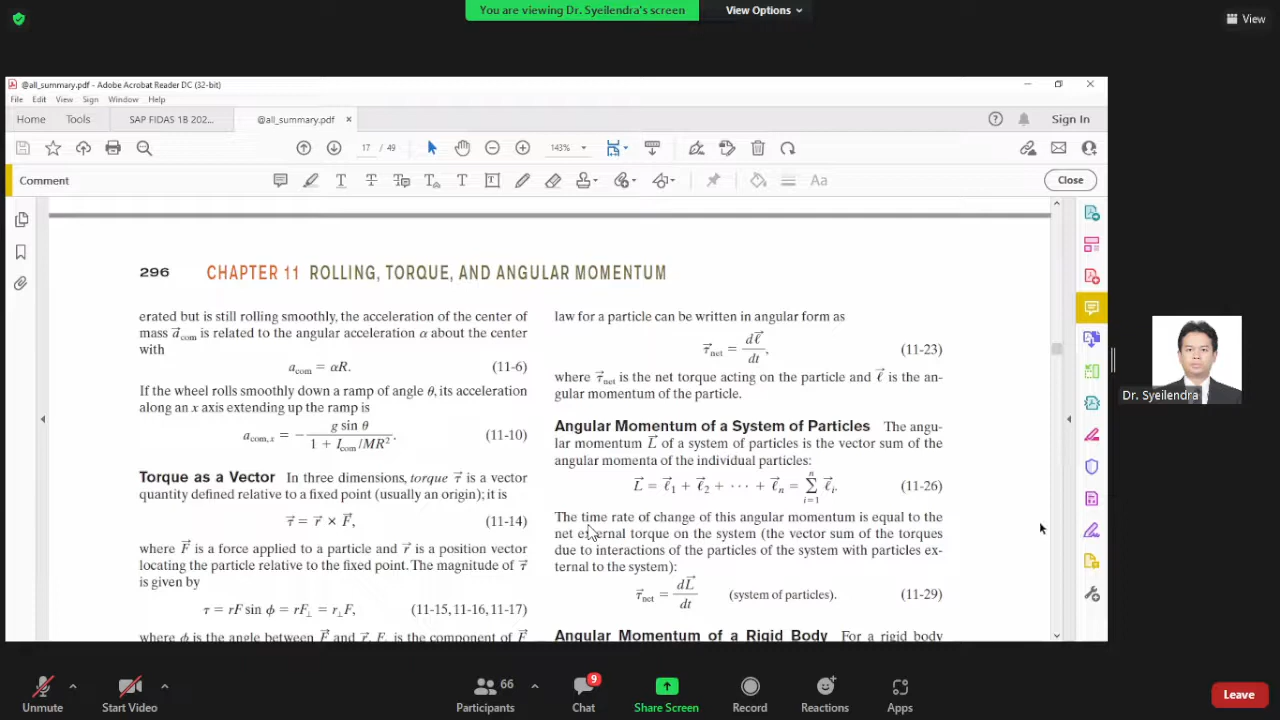 You are viewing Dr. Syeilendra's screen
View Options
View
@all_summary.pdf - Adobe Acrobat Reader DC (32-bit)
File Edit View Sign Window Help
Home Tools SAP FIDAS 1B 202... @all_summary.pdf × Sign In
17 / 49 143%
Comment Close
296 CHAPTER 11 ROLLING, TORQUE, AND ANGULAR MOMENTUM
erated but is still rolling smoothly, the acceleration of the center of
mass a⃗com is related to the angular acceleration α about the center
with
acom = αR. (11-6)
If the wheel rolls smoothly down a ramp of angle θ, its acceleration
along an x axis extending up the ramp is
acom,x = − g sin θ / (1 + Icom/MR²). (11-10)
Torque as a Vector In three dimensions, torque τ⃗ is a vector
quantity defined relative to a fixed point (usually an origin); it is
τ⃗ = r⃗ × F⃗, (11-14)
where F⃗ is a force applied to a particle and r⃗ is a position vector
locating the particle relative to the fixed point. The magnitude of τ⃗
is given by
τ = rF sin ϕ = rF⊥ = r⊥F, (11-15, 11-16, 11-17)
where ϕ is the angle between F⃗ and r⃗, F⊥ is the component of F⃗
law for a particle can be written in angular form as
τ⃗net = dℓ⃗/dt, (11-23)
where τ⃗net is the net torque acting on the particle and ℓ⃗ is the an-
gular momentum of the particle.
Angular Momentum of a System of Particles The angu-
lar momentum L⃗ of a system of particles is the vector sum of the
angular momenta of the individual particles:
L⃗ = ℓ⃗1 + ℓ⃗2 + · · · + ℓ⃗n = Σ(i=1 to n) ℓ⃗i. (11-26)
The time rate of change of this angular momentum is equal to the
net external torque on the system (the vector sum of the torques
due to interactions of the particles of the system with particles ex-
ternal to the system):
τ⃗net = dL⃗/dt (system of particles). (11-29)
Angular Momentum of a Rigid Body For a rigid body
Dr. Syeilendra
9
66
Unmute Start Video Participants Chat Share Screen Record Reactions Apps Leave